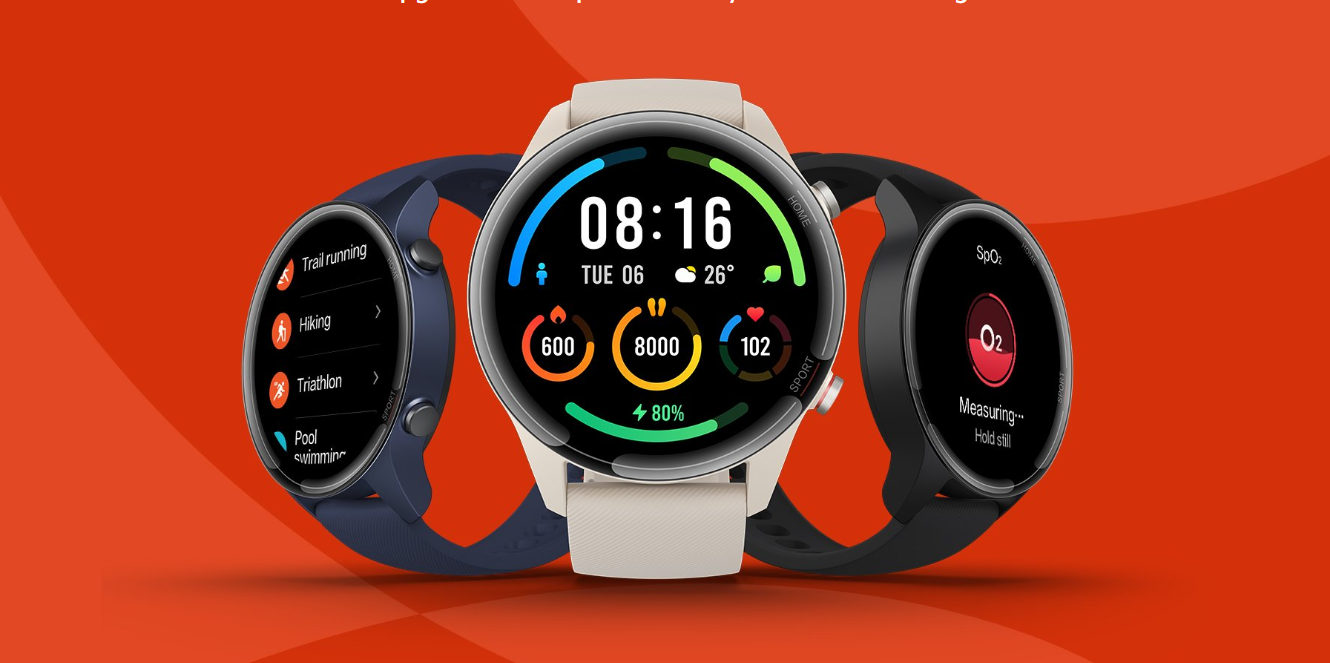 Trail running
Hiking
Triathlon
Pool
swimming
08:16
TUE 06
26°
600
8000
102
80%
HOME
SPORT
SpO₂
O₂
Measuring···
Hold still
HOME
SPORT